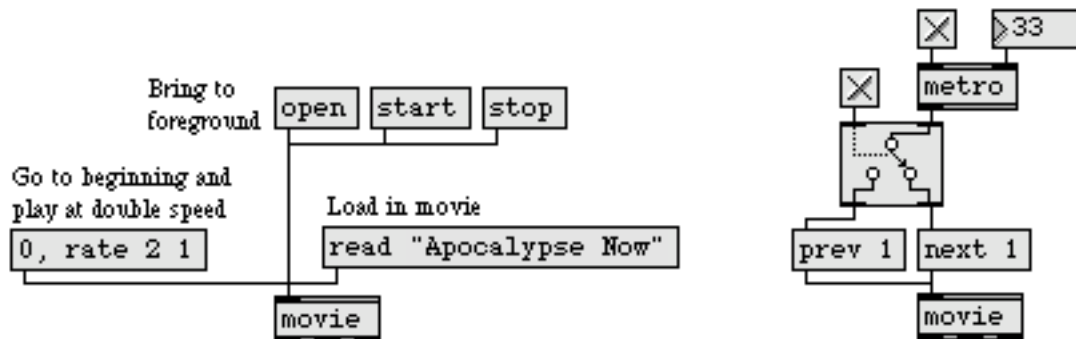 33
metro
Bring to
foreground
open
start
stop
Go to beginning and
play at double speed
Load in movie
0, rate 2 1
read "Apocalypse Now"
prev 1
next 1
movie
movie